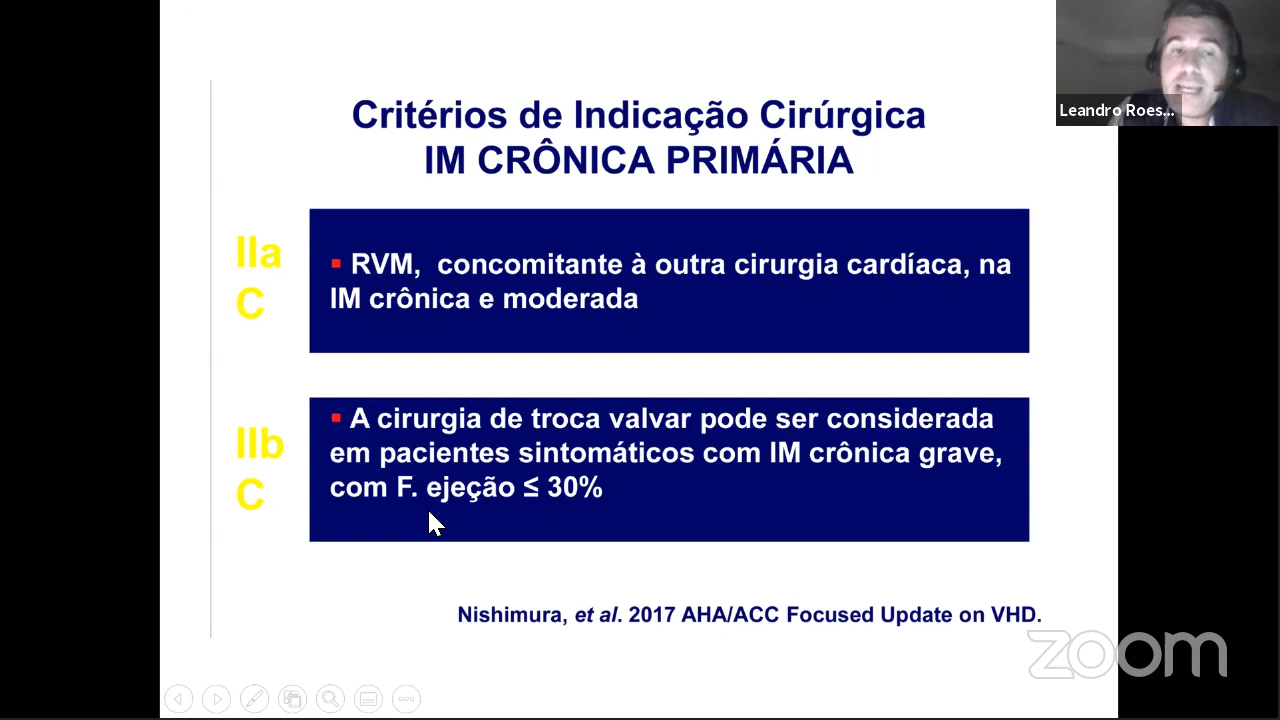 Critérios de Indicação Cirúrgica
IM CRÔNICA PRIMÁRIA
IIa
C
▪ RVM, concomitante à outra cirurgia cardíaca, na
IM crônica e moderada
IIb
C
▪ A cirurgia de troca valvar pode ser considerada
em pacientes sintomáticos com IM crônica grave,
com F. ejeção ≤ 30%
Nishimura, et al. 2017 AHA/ACC Focused Update on VHD.
Leandro Roes...
zoom